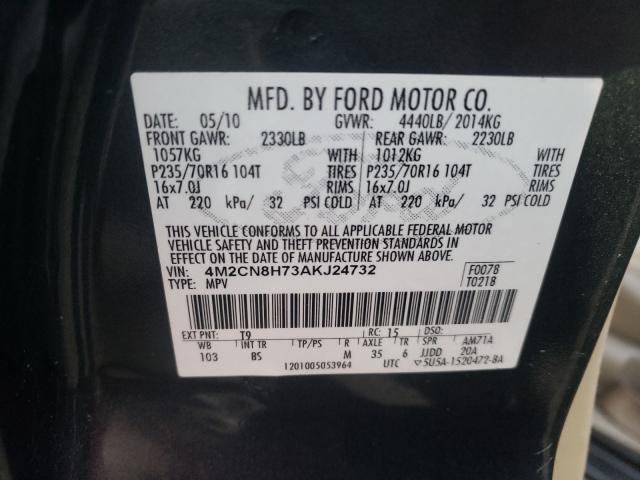 MFD. BY FORD MOTOR CO.
DATE: 05/10 GVWR: 4440LB/ 2014KG
FRONT GAWR: 2330LB REAR GAWR: 2230LB
1057KG WITH 1012KG WITH
P235/70R16 104T TIRES P235/70R16 104T TIRES
16x7.0J RIMS 16x7.0J RIMS
AT 220 kPa/ 32 PSI COLD AT 220 kPa/ 32 PSI COLD
THIS VEHICLE CONFORMS TO ALL APPLICABLE FEDERAL MOTOR
VEHICLE SAFETY AND THEFT PREVENTION STANDARDS IN
EFFECT ON THE DATE OF MANUFACTURE SHOWN ABOVE.
VIN: 4M2CN8H73AKJ24732 F0078
TYPE: MPV T0218
EXT PNT: T9 RC: 15 DSO:
WB INT TR TP/PS R AXLE TR SPR AM71A
103 BS M 35 6 JJDD 20A
1201005053964 UTC 5U5A-1520472-BA